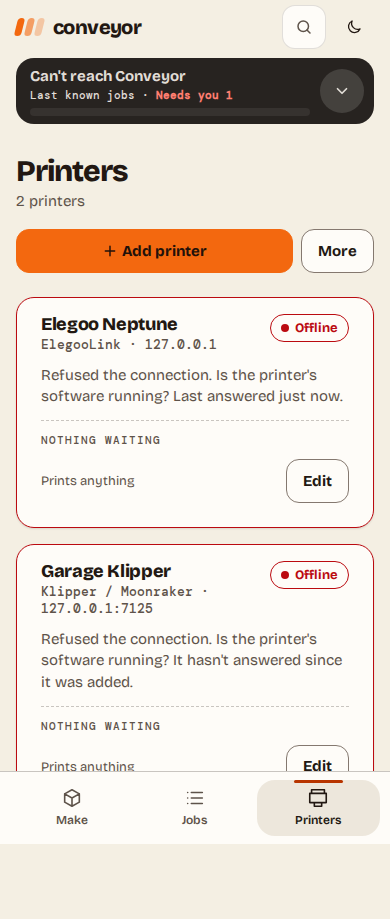 conveyor
Can't reach Conveyor
Last known jobs · Needs you 1
Printers
2 printers
+ Add printer
More
Elegoo Neptune
Offline
ElegooLink · 127.0.0.1
Refused the connection. Is the printer's
software running? Last answered just now.
NOTHING WAITING
Prints anything
Edit
Garage Klipper
Offline
Klipper / Moonraker ·
127.0.0.1:7125
Refused the connection. Is the printer's
software running? It hasn't answered since
it was added.
NOTHING WAITING
Prints anything
Edit
Make
Jobs
Printers